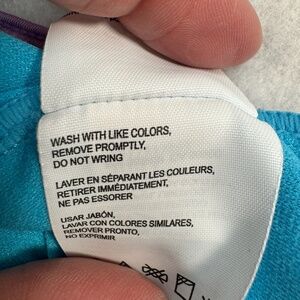 WASH WITH LIKE COLORS,
REMOVE PROMPTLY,
DO NOT WRING
LAVER EN SÉPARANT LES COULEURS,
RETIRER IMMÉDIATEMENT,
NE PAS ESSORER
USAR JABÓN,
LAVAR CON COLORES SIMILARES,
REMOVER PRONTO,
NO EXPRIMIR